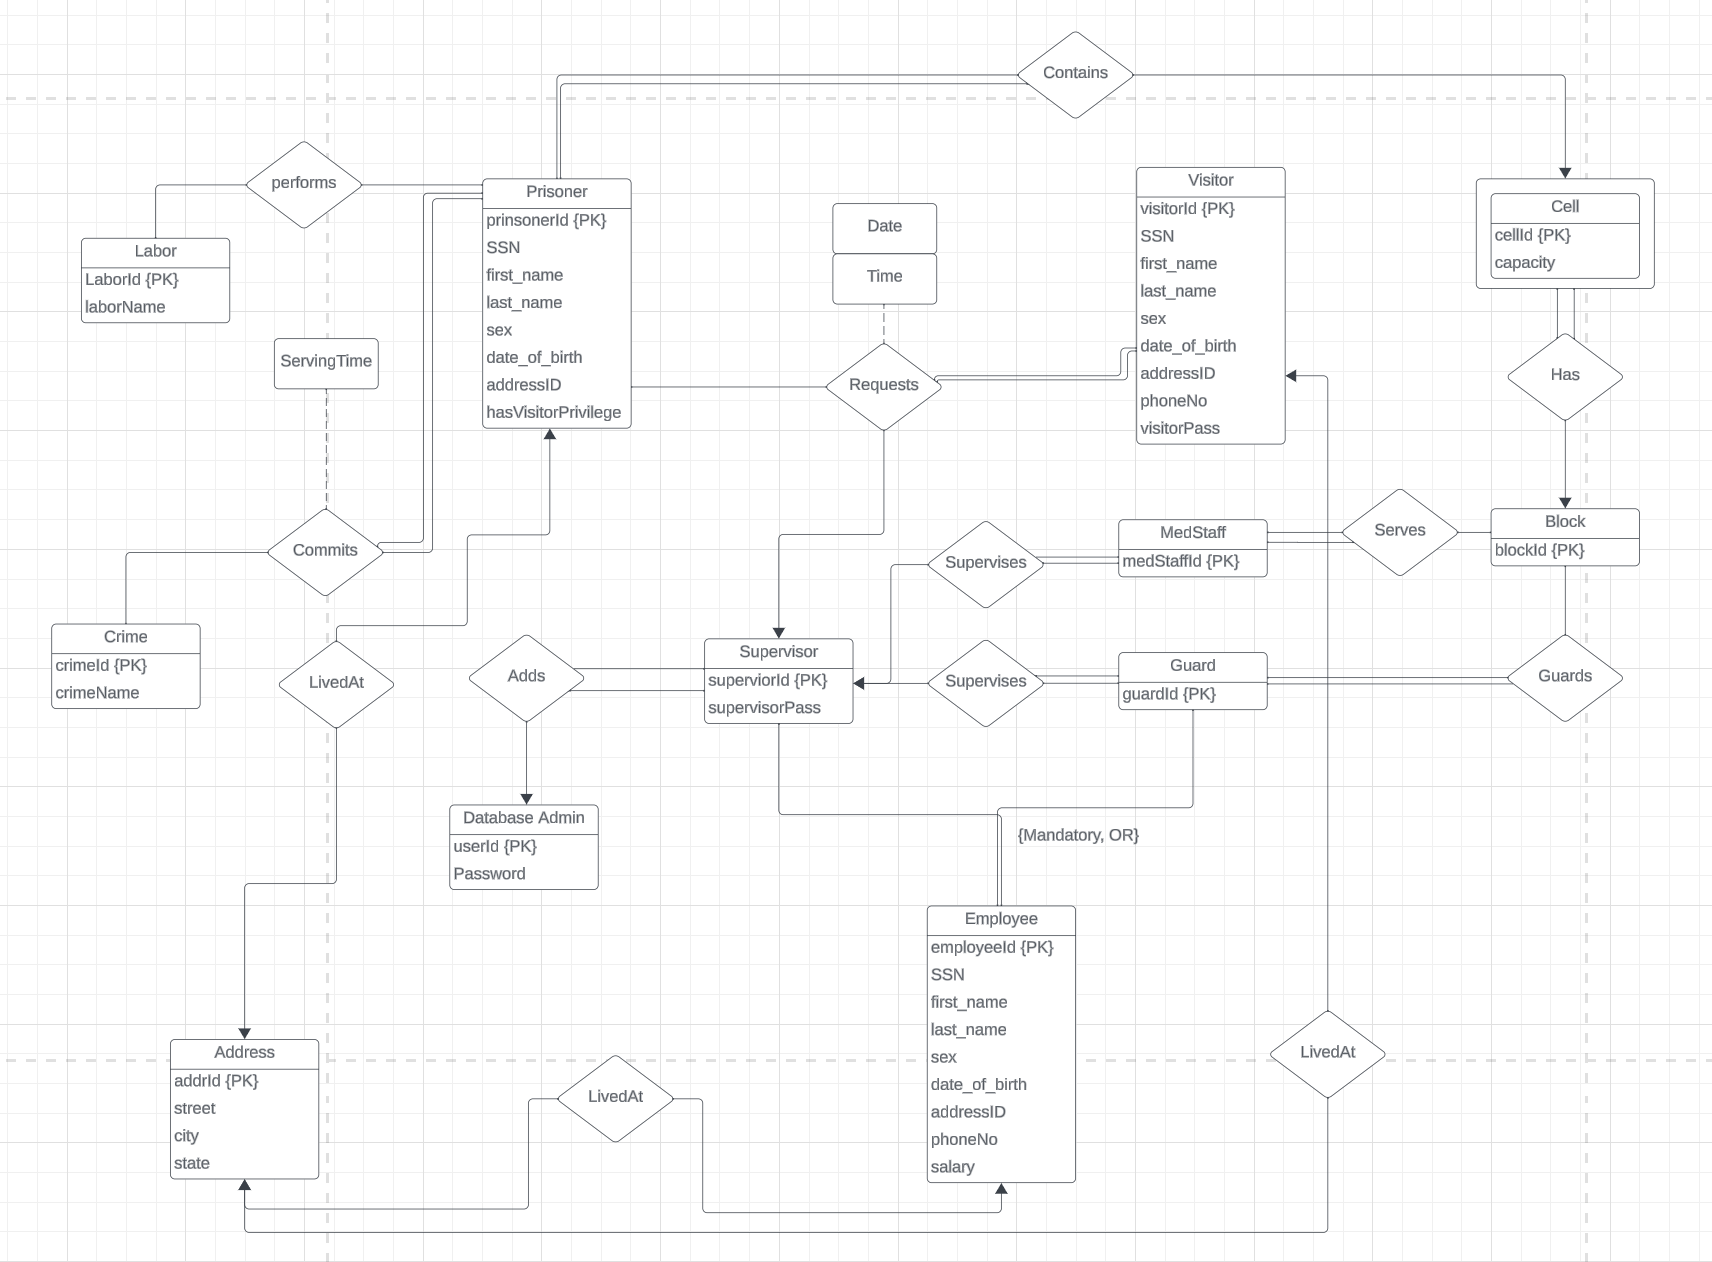 Contains
performs
Prisoner
prinsonerId {PK}
SSN
first_name
last_name
sex
date_of_birth
addressID
hasVisitorPrivilege
Labor
LaborId {PK}
laborName
Date
Time
Visitor
visitorId {PK}
SSN
first_name
last_name
sex
date_of_birth
addressID
phoneNo
visitorPass
Cell
cellId {PK}
capacity
ServingTime
Requests
Has
Commits
Supervises
MedStaff
medStaffId {PK}
Serves
Block
blockId {PK}
Crime
crimeId {PK}
crimeName
LivedAt
Adds
Supervisor
superviorId {PK}
supervisorPass
Supervises
Guard
guardId {PK}
Guards
Database Admin
userId {PK}
Password
{Mandatory, OR}
Employee
employeeId {PK}
SSN
first_name
last_name
sex
date_of_birth
addressID
phoneNo
salary
Address
addrId {PK}
street
city
state
LivedAt
LivedAt